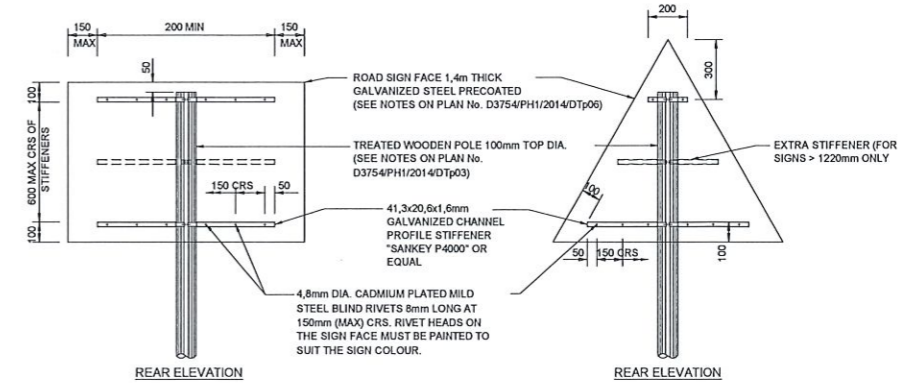 150
MAX
200 MIN
150
MAX
50
100
600 MAX CRS OF
STIFFENERS
100
150 CRS
50
REAR ELEVATION
ROAD SIGN FACE 1,4m THICK
GALVANIZED STEEL PRECOATED
(SEE NOTES ON PLAN No. D3754/PH1/2014/DTp06)
TREATED WOODEN POLE 100mm TOP DIA.
(SEE NOTES ON PLAN No.
D3754/PH1/2014/DTp03)
41,3x20,6x1,6mm
GALVANIZED CHANNEL
PROFILE STIFFENER
"SANKEY P4000" OR
EQUAL
4,8mm DIA. CADMIUM PLATED MILD
STEEL BLIND RIVETS 8mm LONG AT
150mm (MAX) CRS. RIVET HEADS ON
THE SIGN FACE MUST BE PAINTED TO
SUIT THE SIGN COLOUR.
200
300
EXTRA STIFFENER (FOR
SIGNS > 1220mm ONLY
100
50
150 CRS
100
REAR ELEVATION